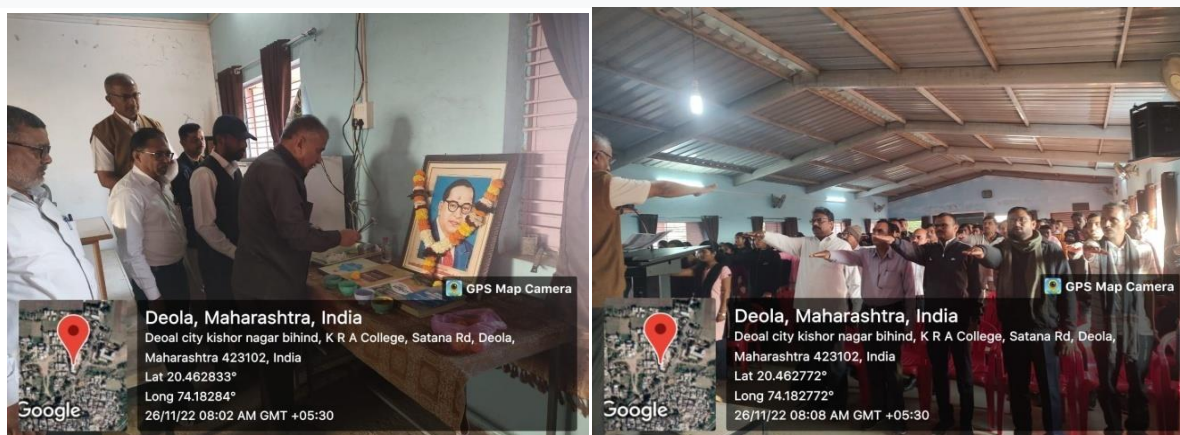 GPS Map Camera
Deola, Maharashtra, India
Deoal city kishor nagar bihind, K R A College, Satana Rd, Deola,
Maharashtra 423102, India
Lat 20.462833°
Long 74.18284°
26/11/22 08:02 AM GMT +05:30
Google
GPS Map Camera
Deola, Maharashtra, India
Deoal city kishor nagar bihind, K R A College, Satana Rd, Deola,
Maharashtra 423102, India
Lat 20.462772°
Long 74.182772°
26/11/22 08:08 AM GMT +05:30
Google